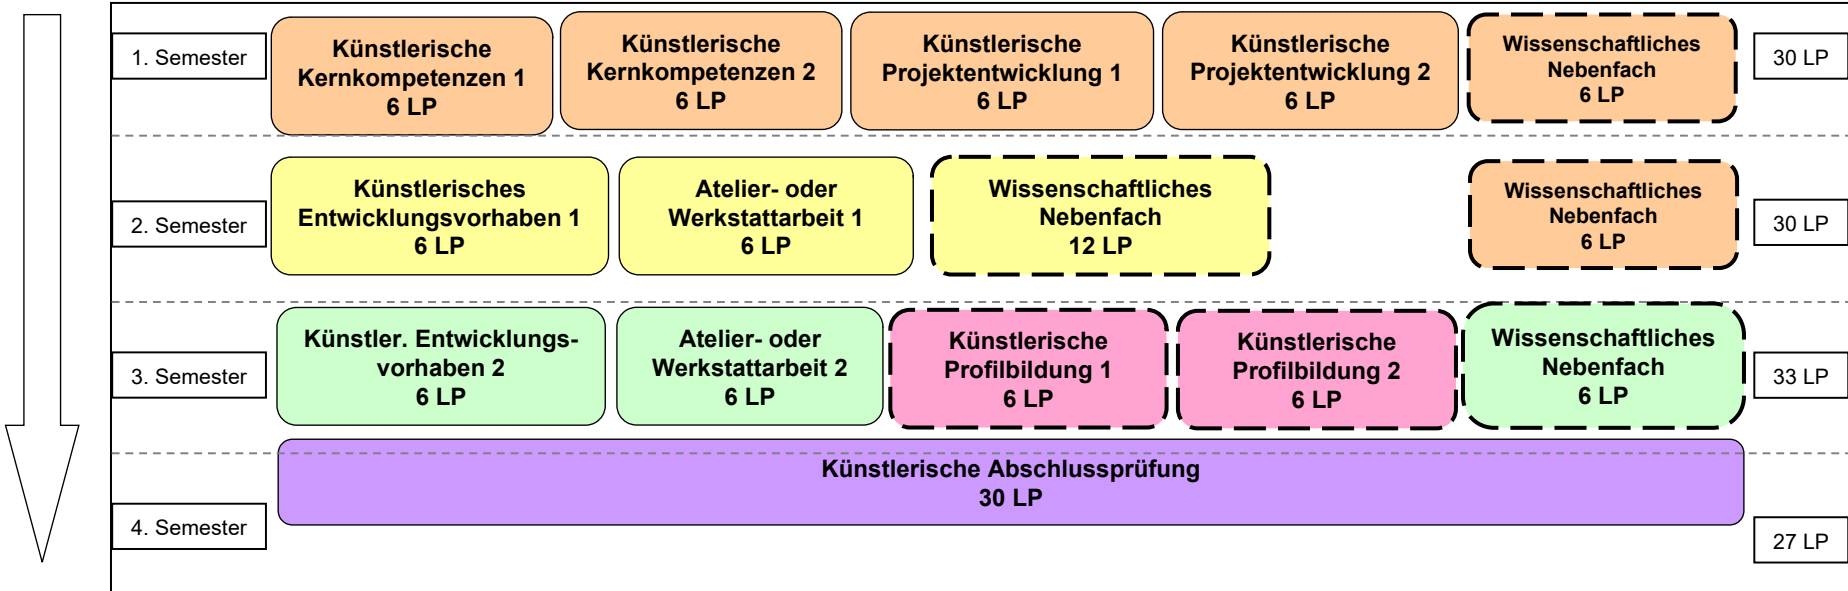 1. Semester
Künstlerische
Kernkompetenzen 1
6 LP
Künstlerische
Kernkompetenzen 2
6 LP
Künstlerische
Projektentwicklung 1
6 LP
Künstlerische
Projektentwicklung 2
6 LP
Wissenschaftliches
Nebenfach
6 LP
30 LP
2. Semester
Künstlerisches
Entwicklungsvorhaben 1
6 LP
Atelier- oder
Werkstattarbeit 1
6 LP
Wissenschaftliches
Nebenfach
12 LP
Wissenschaftliches
Nebenfach
6 LP
30 LP
3. Semester
Künstler. Entwicklungs-
vorhaben 2
6 LP
Atelier- oder
Werkstattarbeit 2
6 LP
Künstlerische
Profilbildung 1
6 LP
Künstlerische
Profilbildung 2
6 LP
Wissenschaftliches
Nebenfach
6 LP
33 LP
Künstlerische Abschlussprüfung
30 LP
4. Semester
27 LP